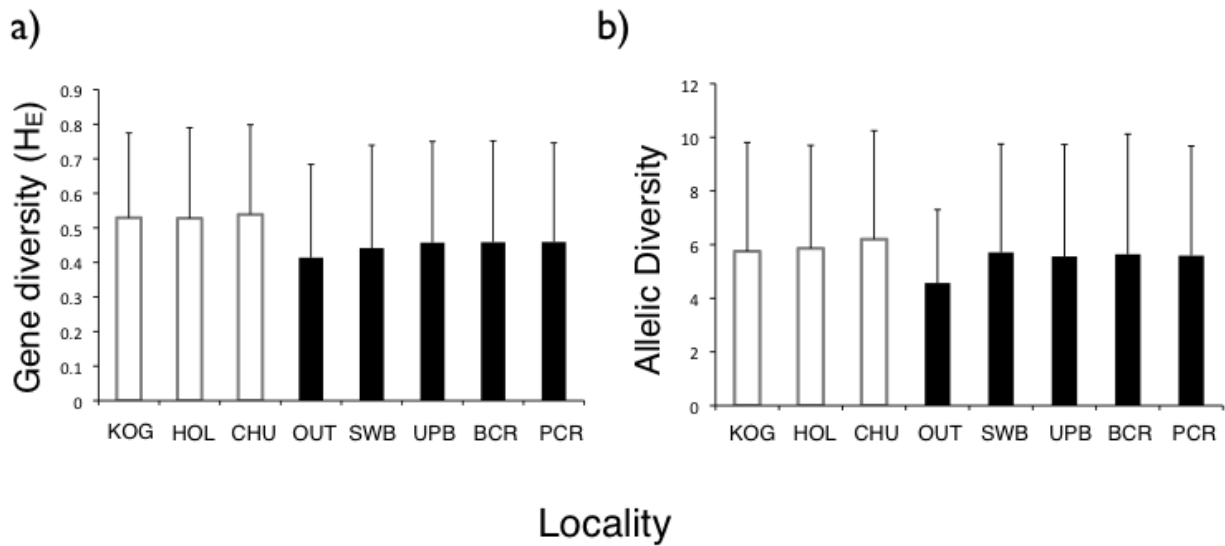 a)
Gene diversity (HE)
0.9
0.8
0.7
0.6
0.5
0.4
0.3
0.2
0.1
0
KOG HOL CHU OUT SWB UPB BCR PCR
b)
Allelic Diversity
12
10
8
6
4
2
0
KOG HOL CHU OUT SWB UPB BCR PCR
Locality